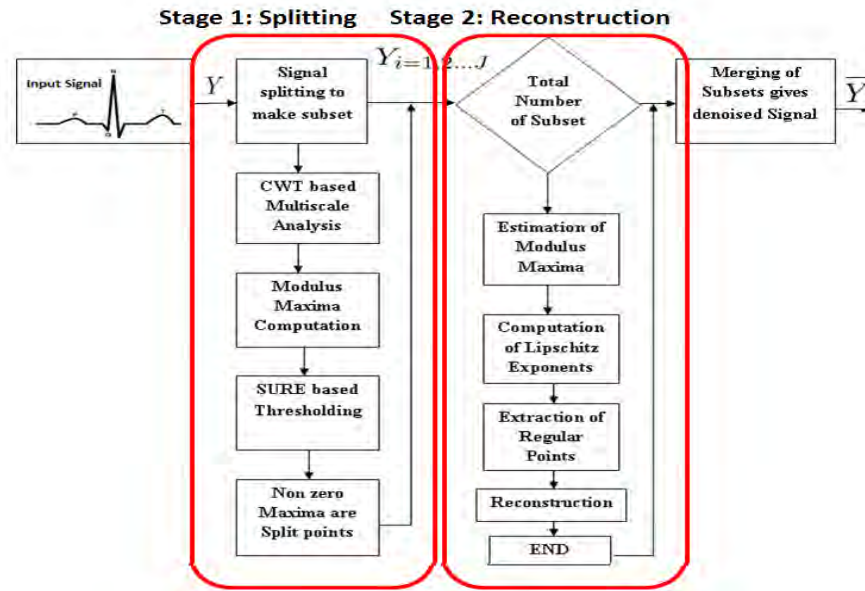 Stage 1: Splitting
Stage 2: Reconstruction
Input Signal
Y
Signal
splitting to
make subset
Y i=1,2...J
Total
Number
of Subset
Merging of
Subsets gives
denoised Signal
Y̅
CWT based
Multiscale
Analysis
Modulus
Maxima
Computation
SURE based
Thresholding
Non zero
Maxima are
Split points
Estimation of
Modulus
Maxima
Computation
of Lipschitz
Exponents
Extraction of
Regular
Points
Reconstruction
END